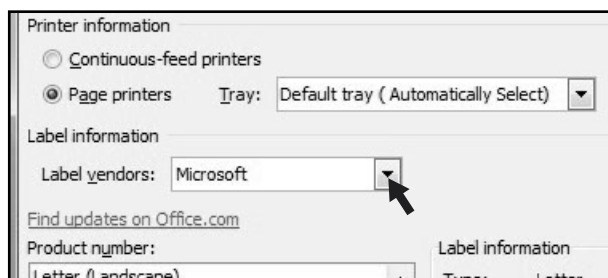 Printer information
Continuous-feed printers
Page printers Tray: Default tray ( Automatically Select)
Label information
Label vendors: Microsoft
Find updates on Office.com
Product number: Label information
Letter (Landscape) Type: Letter